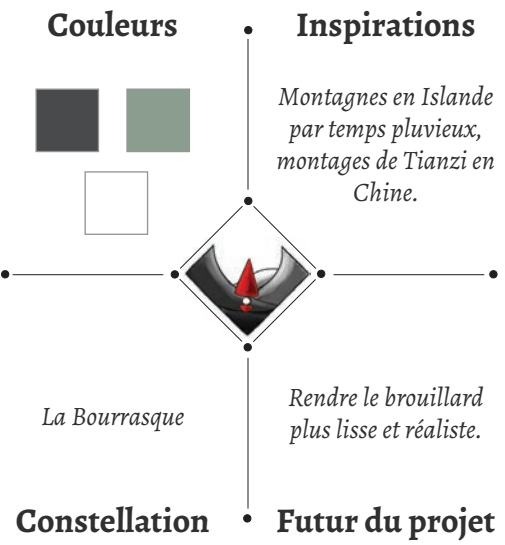 Couleurs
Inspirations
Montagnes en Islande
par temps pluvieux,
montages de Tianzi en
Chine.
La Bourrasque
Rendre le brouillard
plus lisse et réaliste.
Constellation
Futur du projet